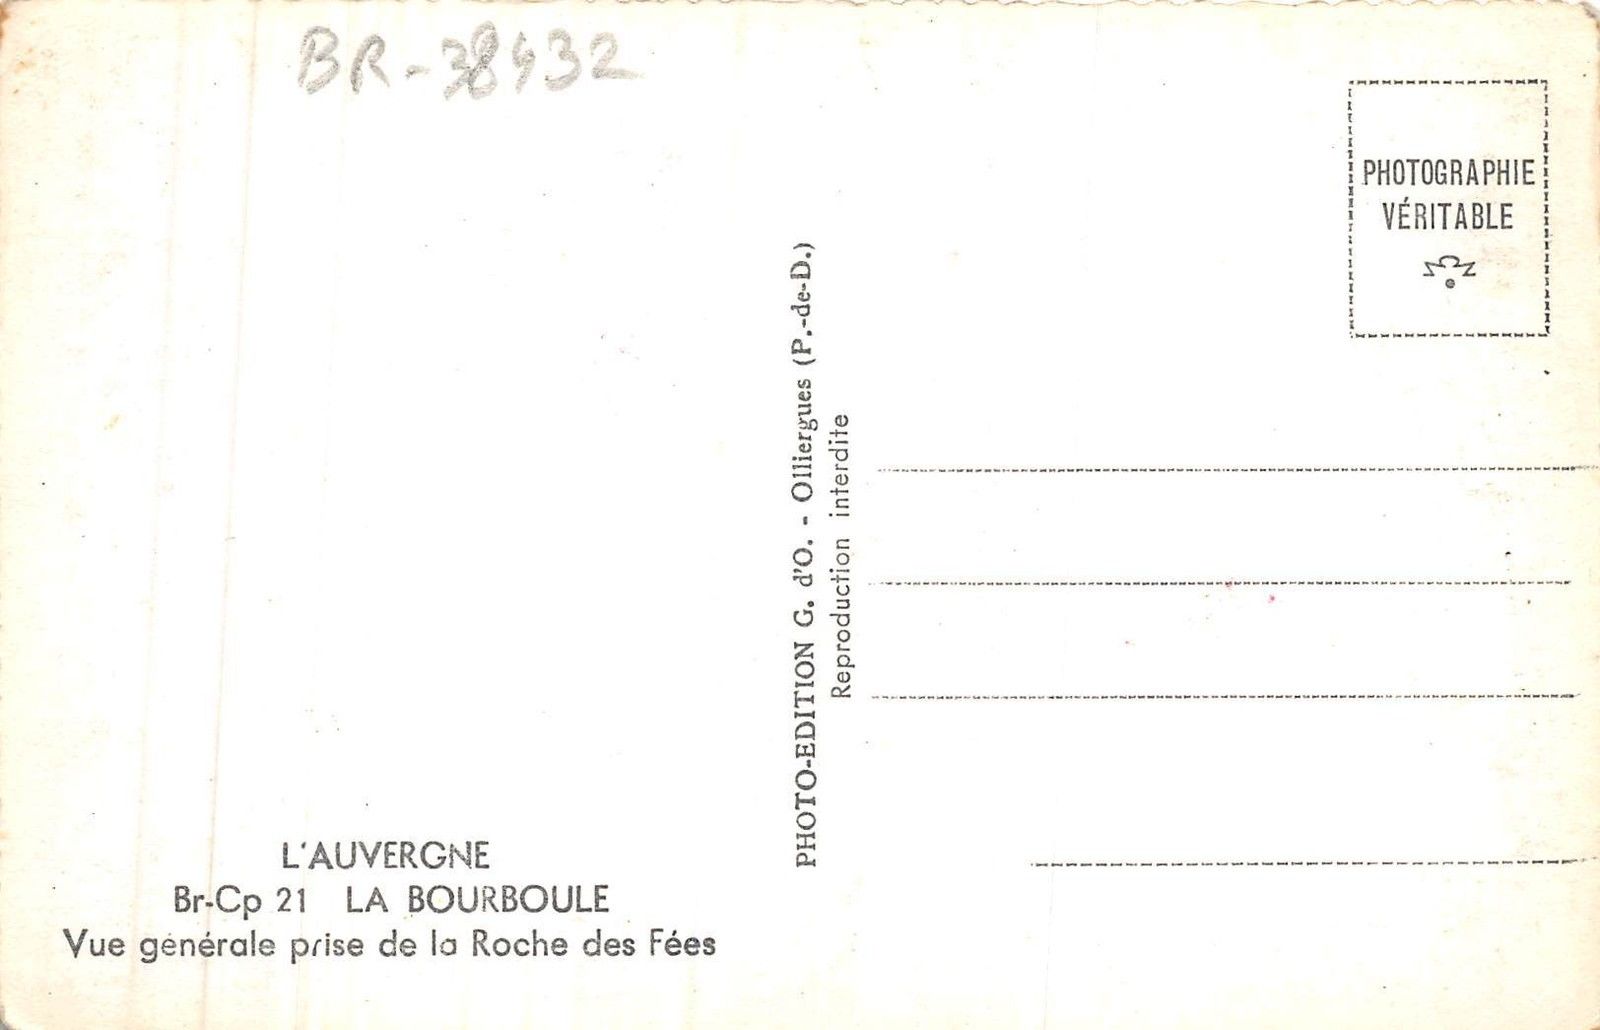 BR-38432
PHOTOGRAPHIE
VÉRITABLE
PHOTO-EDITION G. d'O. - Olliergues (P.-de-D.)
Reproduction interdite
L'AUVERGNE
Br-Cp 21 LA BOURBOULE
Vue générale prise de la Roche des Fées